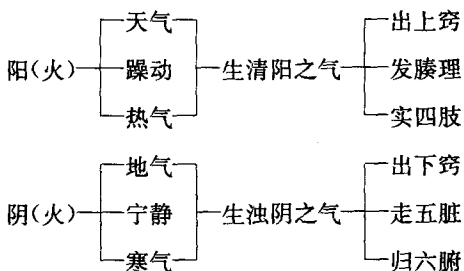 天气 出上窍
阳(火) 躁动 生清阳之气 发腠理
热气 实四肢
地气 出下窍
阴(火) 宁静 生浊阴之气 走五脏
寒气 归六腑